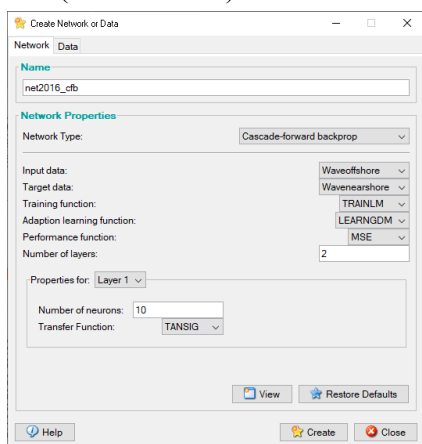 Create Network or Data
Network Data
Name
net2016_cfb
Network Properties
Network Type: Cascade-forward backprop
Input data: Waveoffshore
Target data: Wavenearshore
Training function: TRAINLM
Adaption learning function: LEARNGDM
Performance function: MSE
Number of layers: 2
Properties for: Layer 1
Number of neurons: 10
Transfer Function: TANSIG
View Restore Defaults
Help Create Close